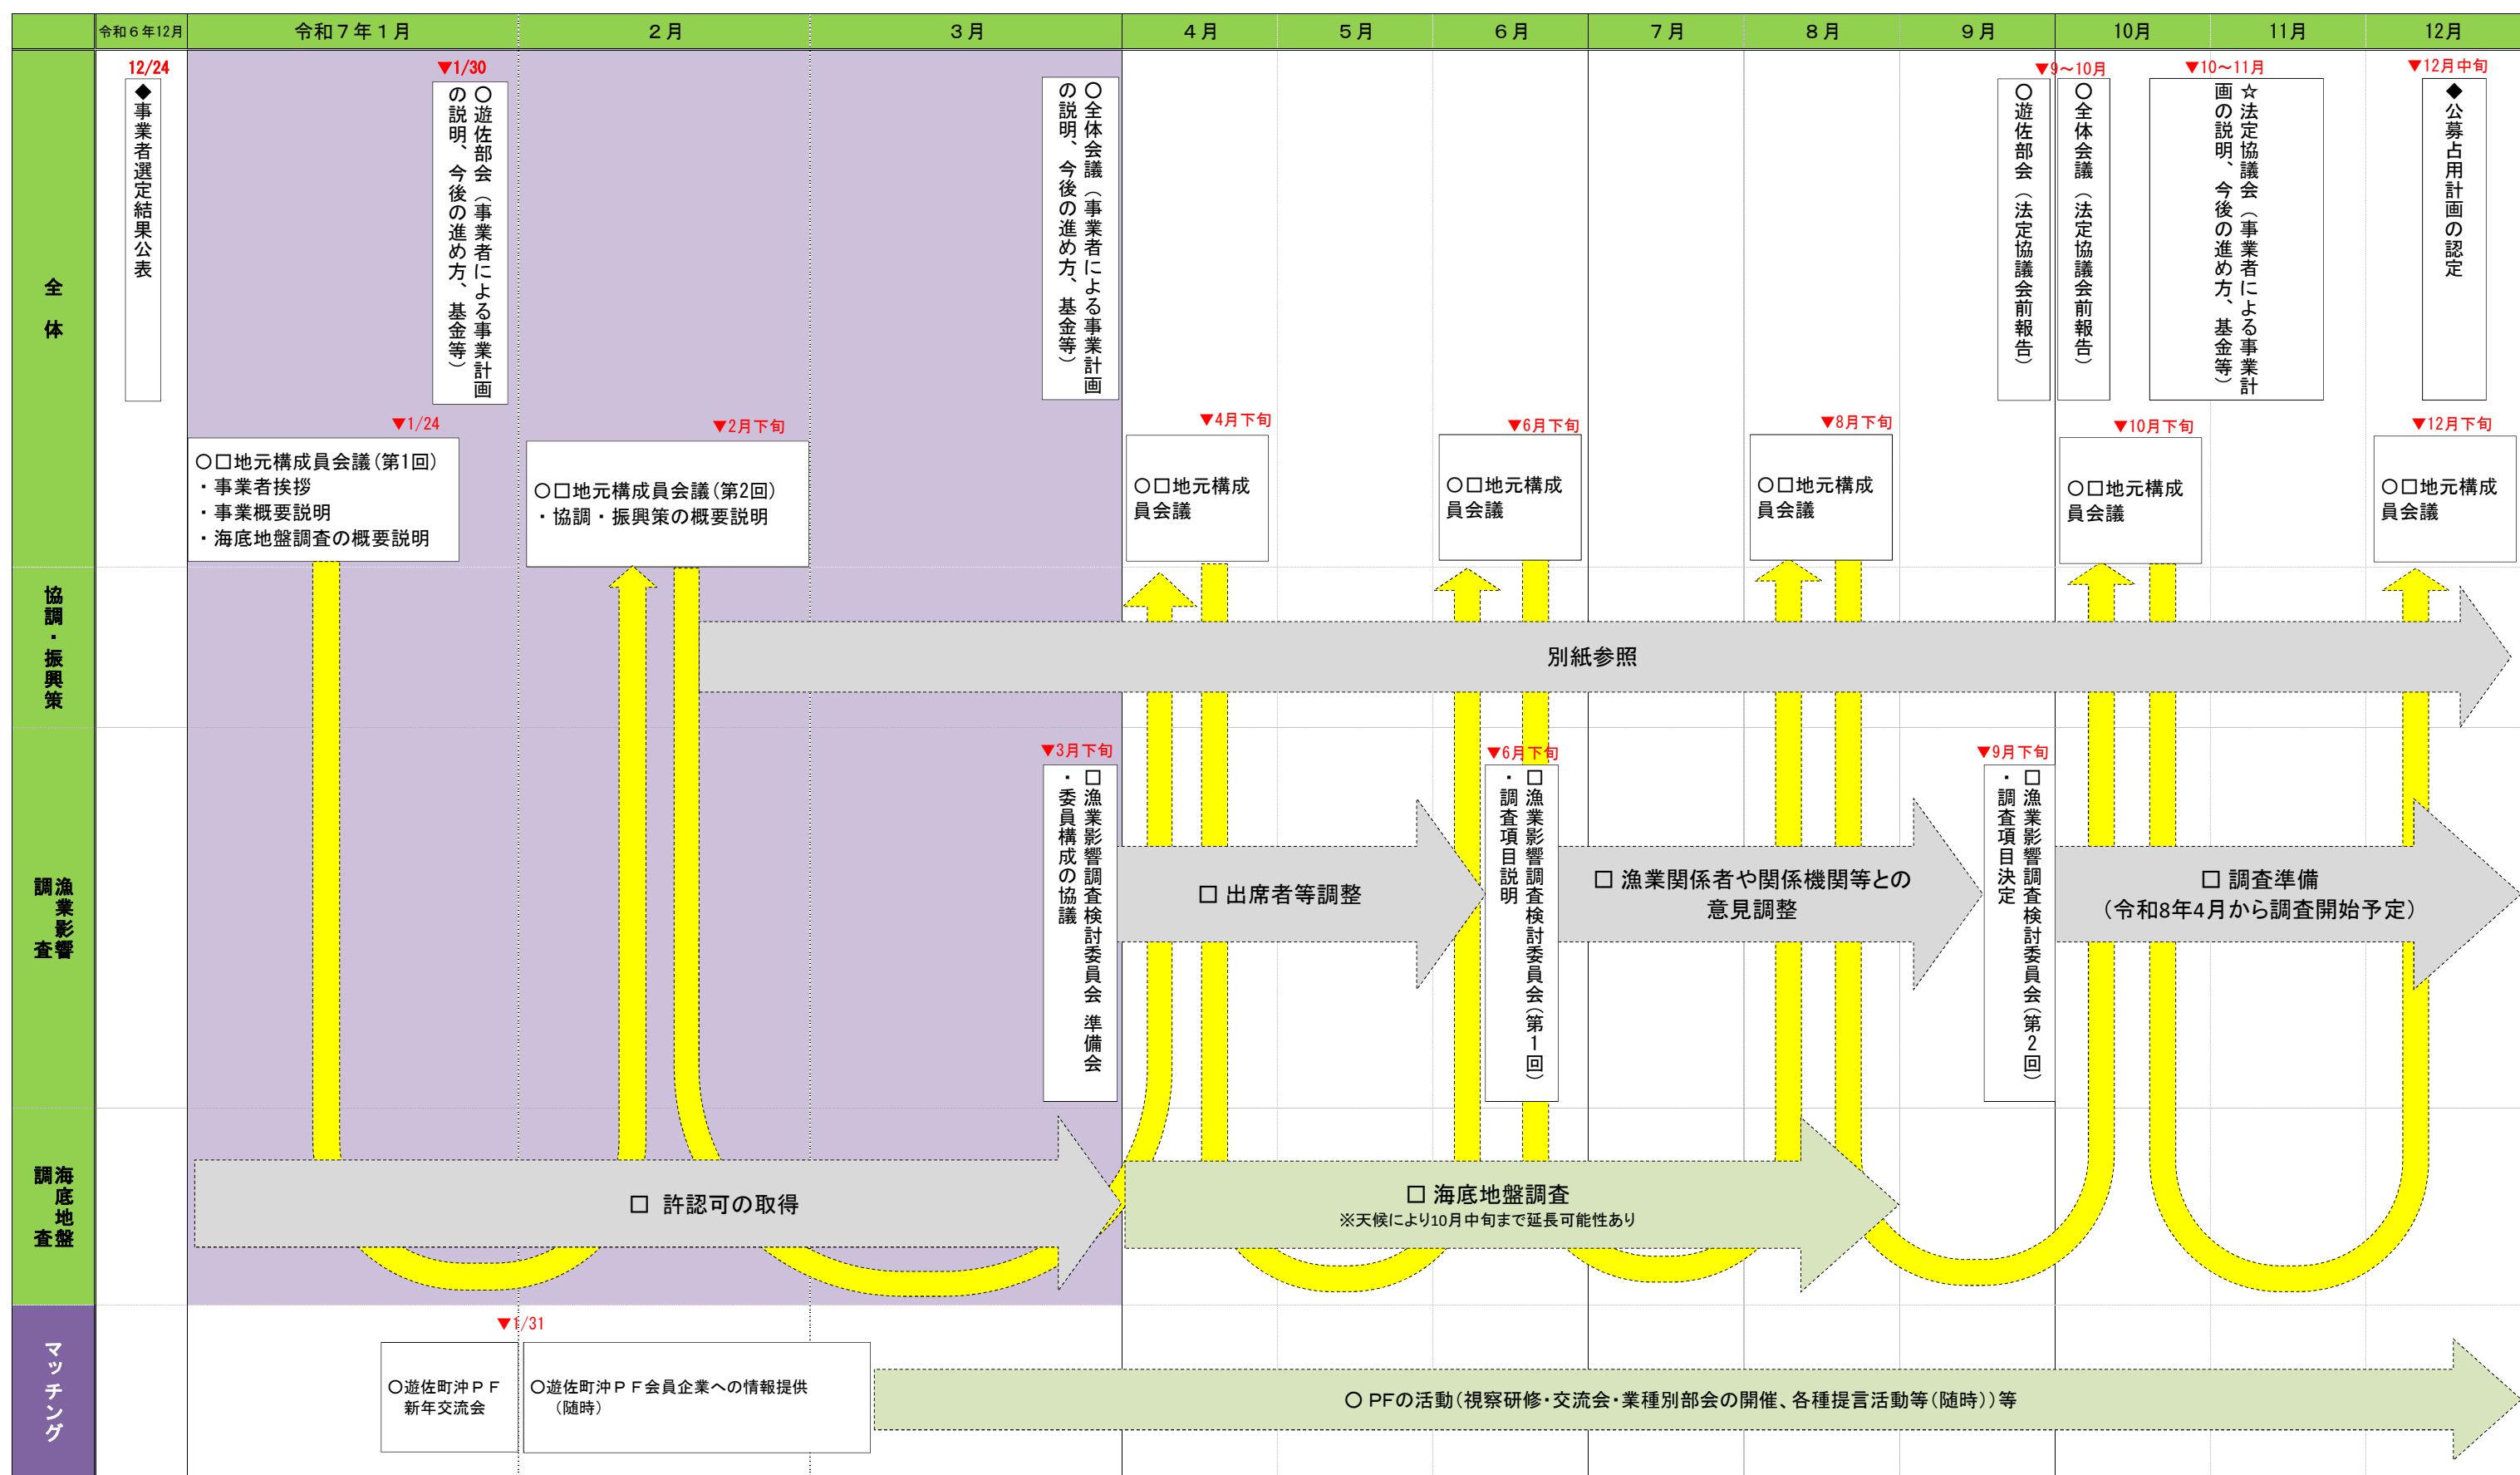 令和６年12月
令和７年１月
２月
３月
４月
５月
６月
７月
８月
９月
10月
11月
12月
全体
12/24
◆事業者選定結果公表
▼1/30
〇遊佐部会（事業者による事業計画
の説明、今後の進め方、基金等）
〇全体会議（事業者による事業計画
の説明、今後の進め方、基金等）
▼9～10月
〇遊佐部会（法定協議会前報告）
〇全体会議（法定協議会前報告）
▼10～11月
☆法定協議会（事業者による事業計
画の説明、今後の進め方、基金等）
▼12月中旬
◆公募占用計画の認定
▼1/24
〇□地元構成員会議（第1回）
・事業者挨拶
・事業概要説明
・海底地盤調査の概要説明
▼2月下旬
〇□地元構成員会議（第2回）
・協調・振興策の概要説明
▼4月下旬
〇□地元構成
員会議
▼6月下旬
〇□地元構成
員会議
▼8月下旬
〇□地元構成
員会議
▼10月下旬
〇□地元構成
員会議
▼12月下旬
〇□地元構成
員会議
協調・振興策
別紙参照
漁業影響
調査
▼3月下旬
□漁業影響調査検討委員会 準備会
・委員構成の協議
□ 出席者等調整
▼6月下旬
□漁業影響調査検討委員会（第1回）
・調査項目説明
□ 漁業関係者や関係機関等との
意見調整
▼9月下旬
□漁業影響調査検討委員会（第2回）
・調査項目決定
□ 調査準備
（令和8年4月から調査開始予定）
海底地盤
調査
□ 許認可の取得
□ 海底地盤調査
※天候により10月中旬まで延長可能性あり
マッチング
▼1/31
〇遊佐町沖ＰＦ
新年交流会
〇遊佐町沖ＰＦ会員企業への情報提供
（随時）
〇 PFの活動（視察研修・交流会・業種別部会の開催、各種提言活動等（随時））等